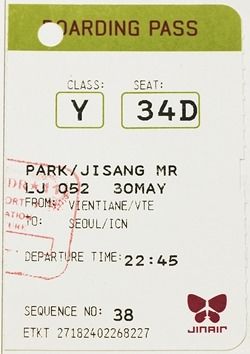 BOARDING PASS
CLASS: SEAT:
Y 34D
PARK/JISANG MR
LJ 052 30MAY
FROM: VIENTIANE/VTE
TO: SEOUL/ICN
DEPARTURE TIME: 22:45
SEQUENCE NO: 38
ETKT 27182402268227
JINAIR